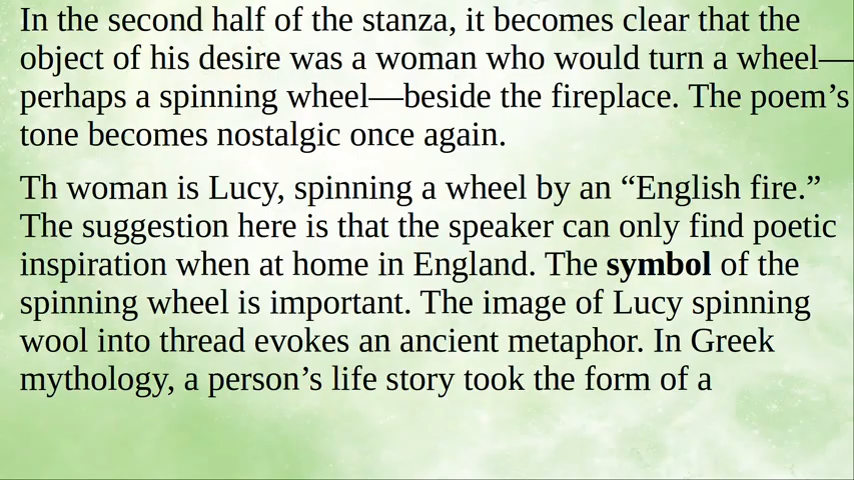 In the second half of the stanza, it becomes clear that the
object of his desire was a woman who would turn a wheel—
perhaps a spinning wheel—beside the fireplace. The poem’s
tone becomes nostalgic once again.
Th woman is Lucy, spinning a wheel by an “English fire.”
The suggestion here is that the speaker can only find poetic
inspiration when at home in England. The symbol of the
spinning wheel is important. The image of Lucy spinning
wool into thread evokes an ancient metaphor. In Greek
mythology, a person’s life story took the form of a